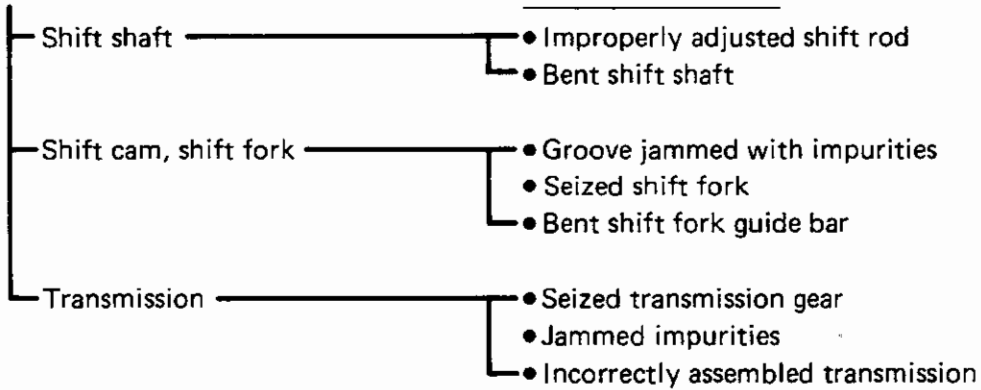 Shift shaft
• Improperly adjusted shift rod
• Bent shift shaft
Shift cam, shift fork
• Groove jammed with impurities
• Seized shift fork
• Bent shift fork guide bar
Transmission
• Seized transmission gear
• Jammed impurities
• Incorrectly assembled transmission